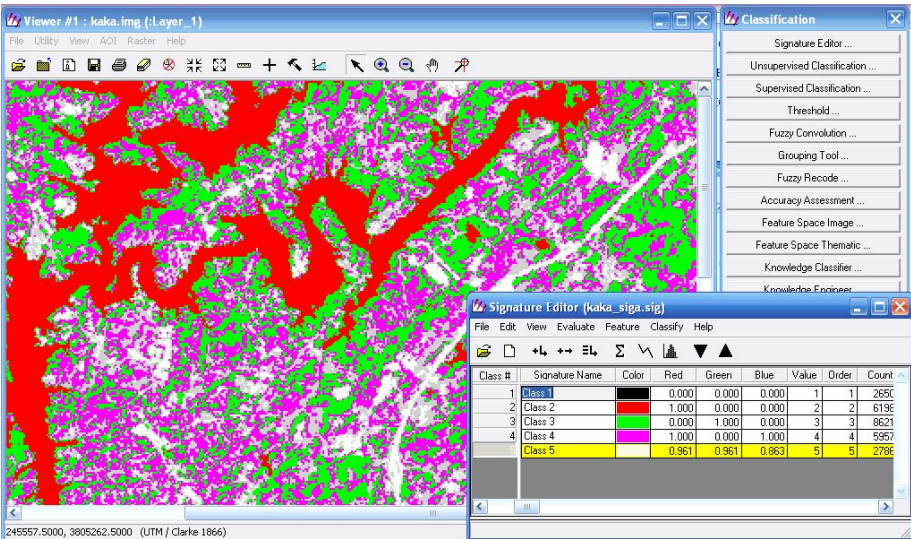 Viewer #1 : kaka.img (:Layer_1)
File Utility View AOI Raster Help
245557.5000, 3805262.5000 (UTM / Clarke 1866)
Classification
Signature Editor ...
Unsupervised Classification ...
Supervised Classification ...
Threshold ...
Fuzzy Convolution ...
Grouping Tool ...
Fuzzy Recode ...
Accuracy Assessment ...
Feature Space Image ...
Feature Space Thematic ...
Knowledge Classifier ...
Knowledge Engineer
Signature Editor (kaka_siga.sig)
File Edit View Evaluate Feature Classify Help
Class # Signature Name Color Red Green Blue Value Order Count
1 Class 1 0.000 0.000 0.000 1 1 2650
2 Class 2 1.000 0.000 0.000 2 2 6198
3 Class 3 0.000 1.000 0.000 3 3 8621
4 Class 4 1.000 0.000 1.000 4 4 5957
Class 5 0.961 0.961 0.863 5 5 2786